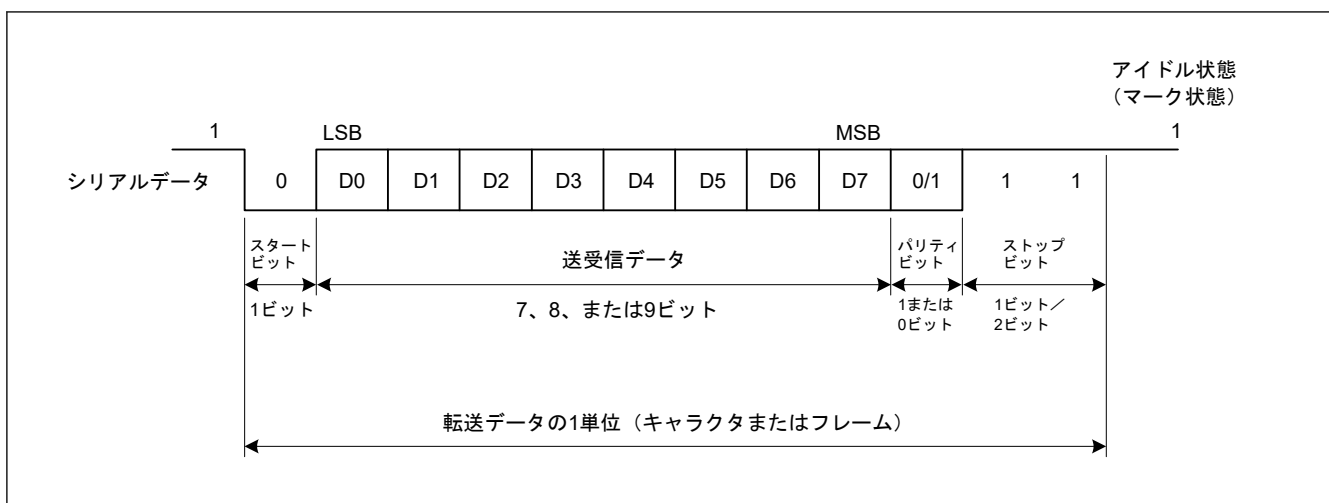 アイドル状態
(マーク状態)
1 LSB MSB 1
シリアルデータ 0 D0 D1 D2 D3 D4 D5 D6 D7 0/1 1 1
スタート
ビット
送受信データ
パリティ
ビット
ストップ
ビット
1ビット
7、8、または9ビット
1または
0ビット
1ビット/
2ビット
転送データの1単位(キャラクタまたはフレーム)